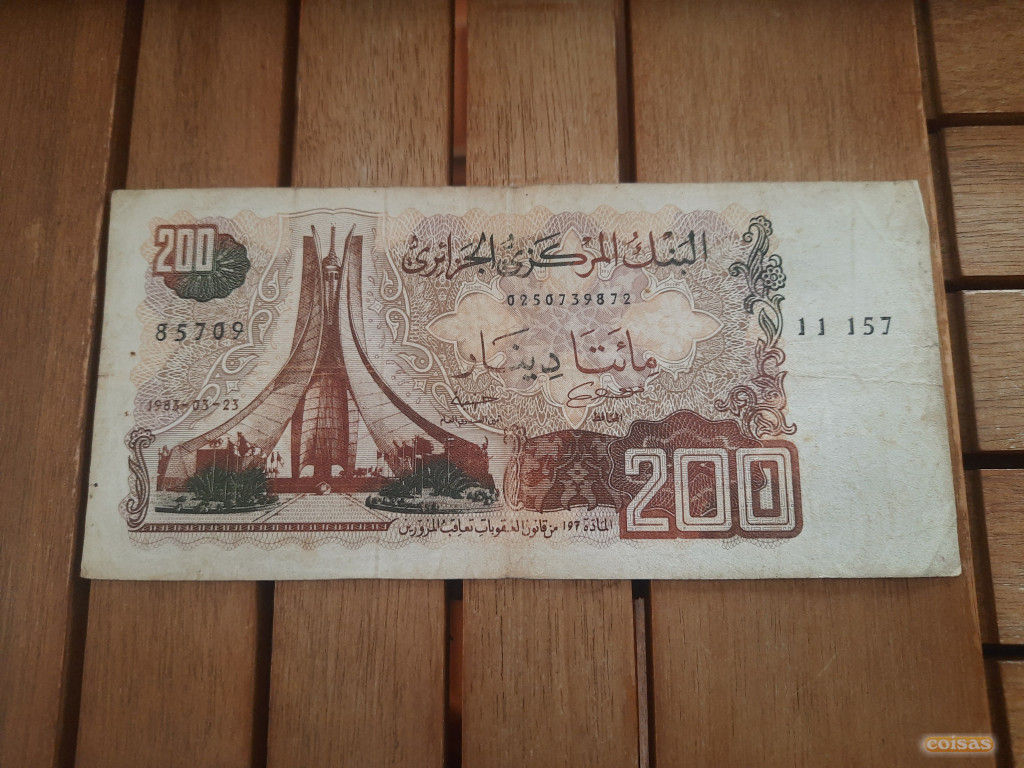 200
البنك المركزي الجزائري
0250739872
85709
11 157
مائتا دينار
1983-03-23
المحافظ
200
المادة 197 من قانون العقوبات تعاقب المزورين
coisas